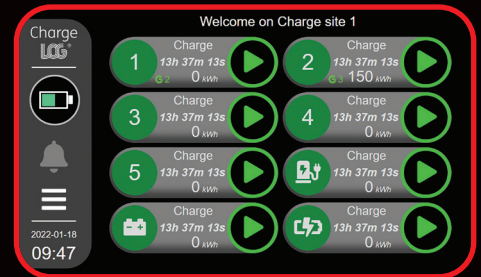 Welcome on Charge site 1
Charge
LOG
2022-01-18
09:47
1
Charge
13h 37m 13s
G2
0 kWh
2
Charge
13h 37m 13s
G3
150 kWh
3
Charge
13h 37m 13s
0 kWh
4
Charge
13h 37m 13s
0 kWh
5
Charge
13h 37m 13s
0 kWh
Charge
13h 37m 13s
0 kWh
Charge
13h 37m 13s
0 kWh
Charge
13h 37m 13s
0 kWh